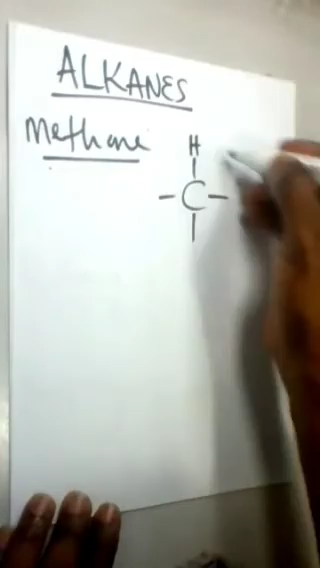 ALKANES
Methane
H
- C -